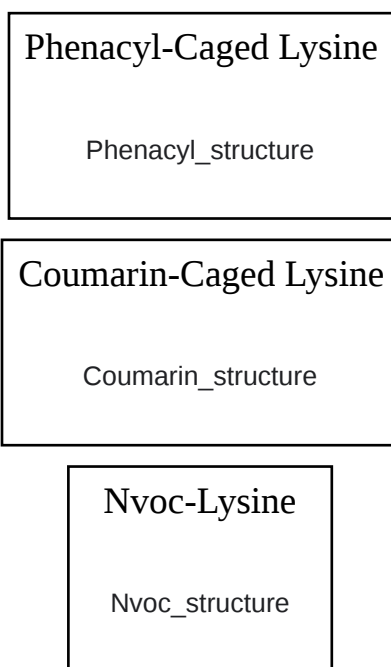 Phenacyl-Caged Lysine
Phenacyl_structure
Coumarin-Caged Lysine
Coumarin_structure
Nvoc-Lysine
Nvoc_structure